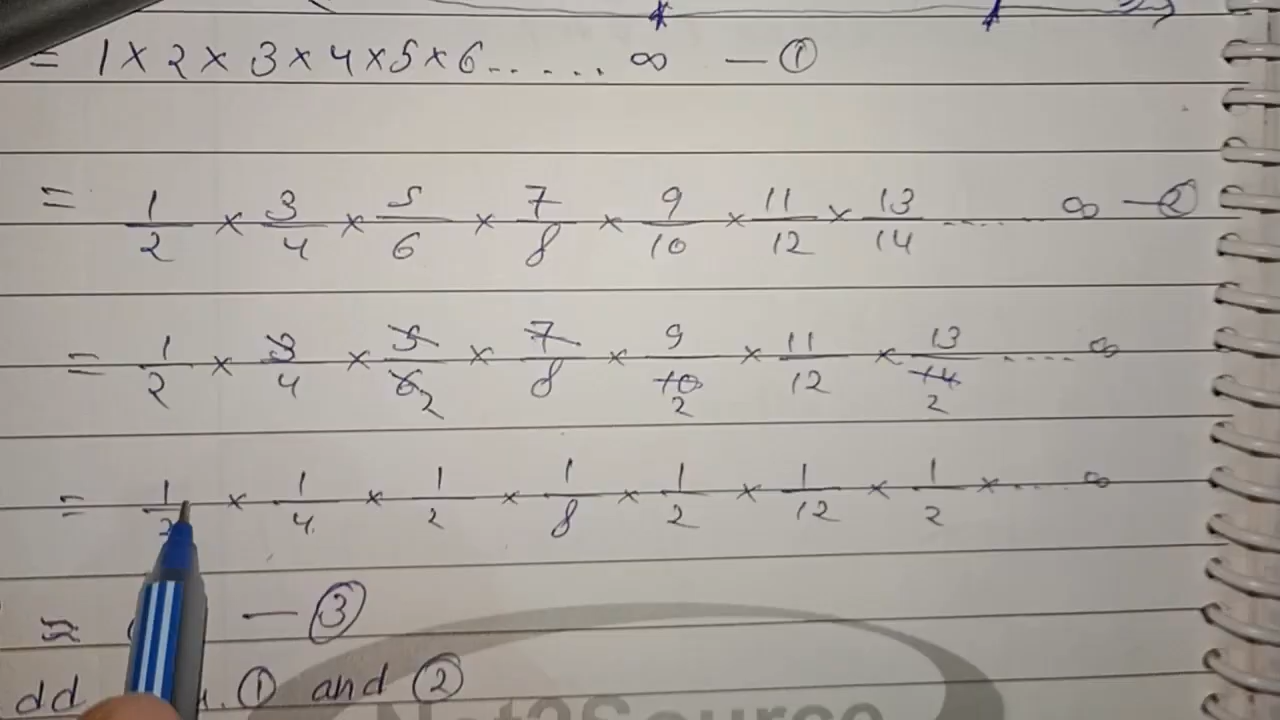 = 1 × 2 × 3 × 4 × 5 × 6 ...... ∞ — ①
= 1/2 × 3/4 × 5/6 × 7/8 × 9/10 × 11/12 × 13/14 ...... ∞ — ②
= 1/2 × 3/4 × 5/6 2 × 7/8 × 9/10 2 × 11/12 × 13/14 2 ...... ∞
= 1/2 × 1/4 × 1/2 × 1/8 × 1/2 × 1/12 × 1/2 × ...... ∞
≈ — ③
① and ②